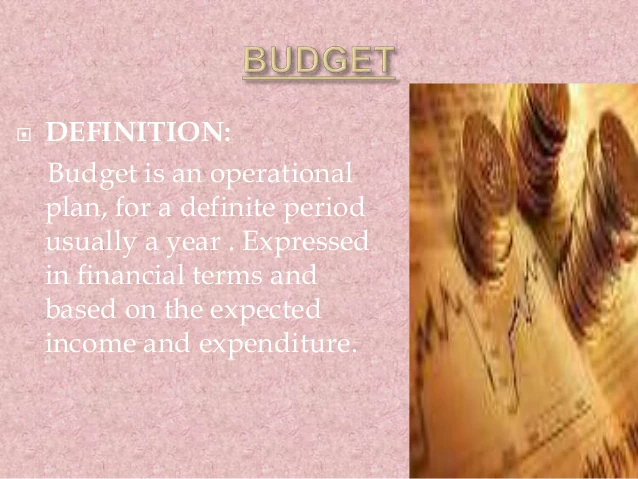 BUDGET
DEFINITION:
Budget is an operational
plan, for a definite period
usually a year . Expressed
in financial terms and
based on the expected
income and expenditure.